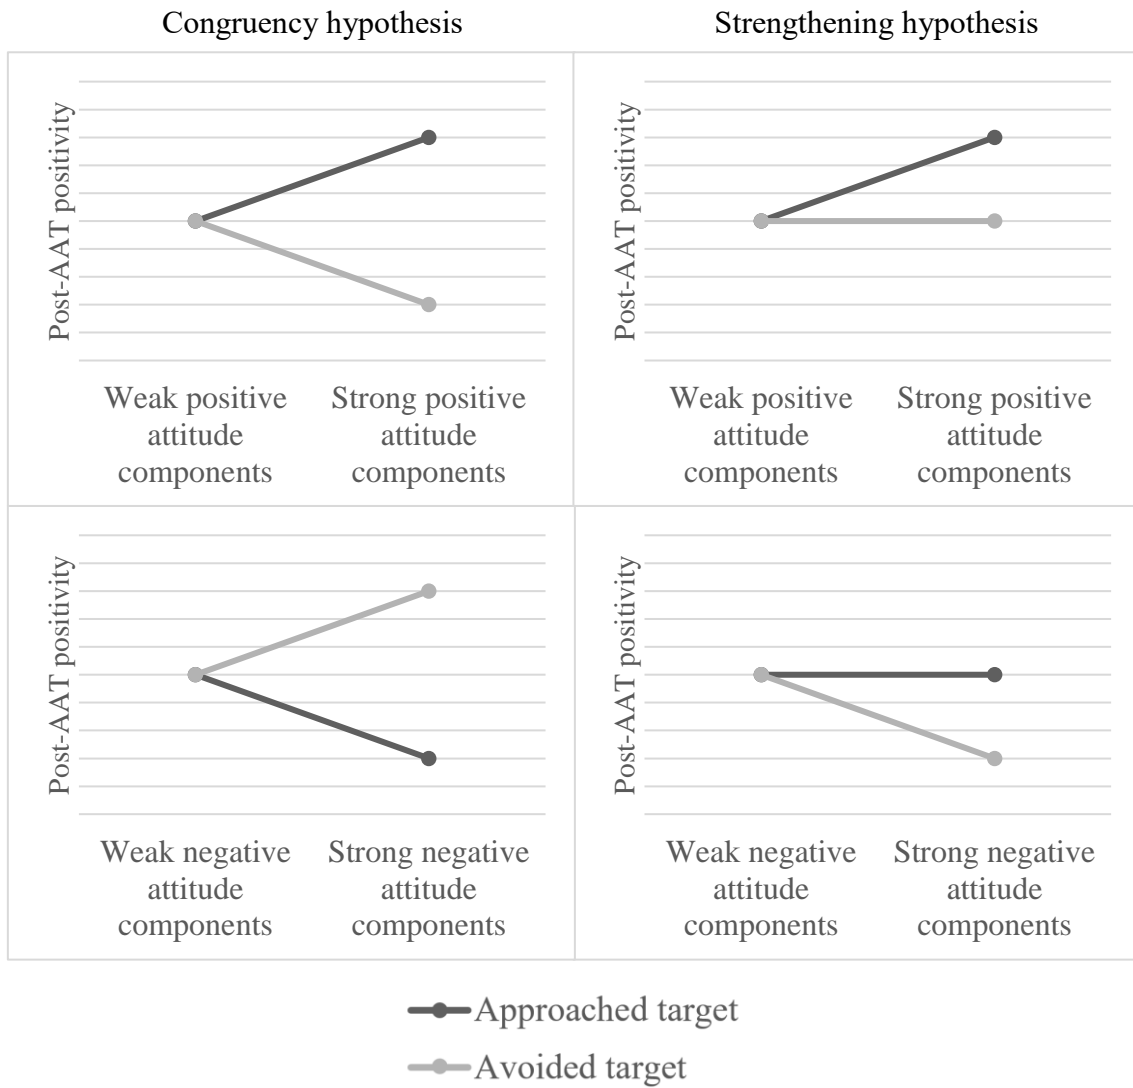 Congruency hypothesis
Strengthening hypothesis
Post-AAT positivity
Weak positive
attitude
components
Strong positive
attitude
components
Post-AAT positivity
Weak positive
attitude
components
Strong positive
attitude
components
Post-AAT positivity
Weak negative
attitude
components
Strong negative
attitude
components
Post-AAT positivity
Weak negative
attitude
components
Strong negative
attitude
components
Approached target
Avoided target